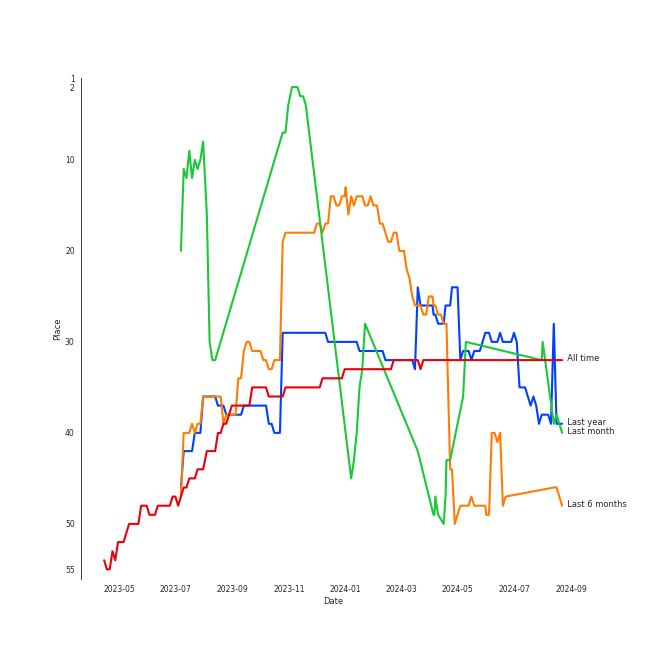 1
2
10
20
30
40
50
55
Place
2023-05
2023-07
2023-09
2023-11
2024-01
2024-03
2024-05
2024-07
2024-09
Date
All time
Last year
Last month
Last 6 months